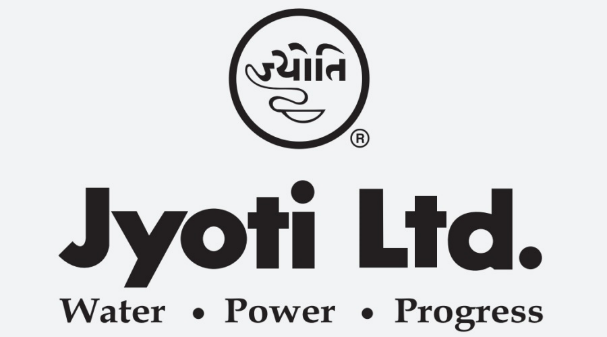 જ્યોતિ
®
Jyoti Ltd.
Water • Power • Progress